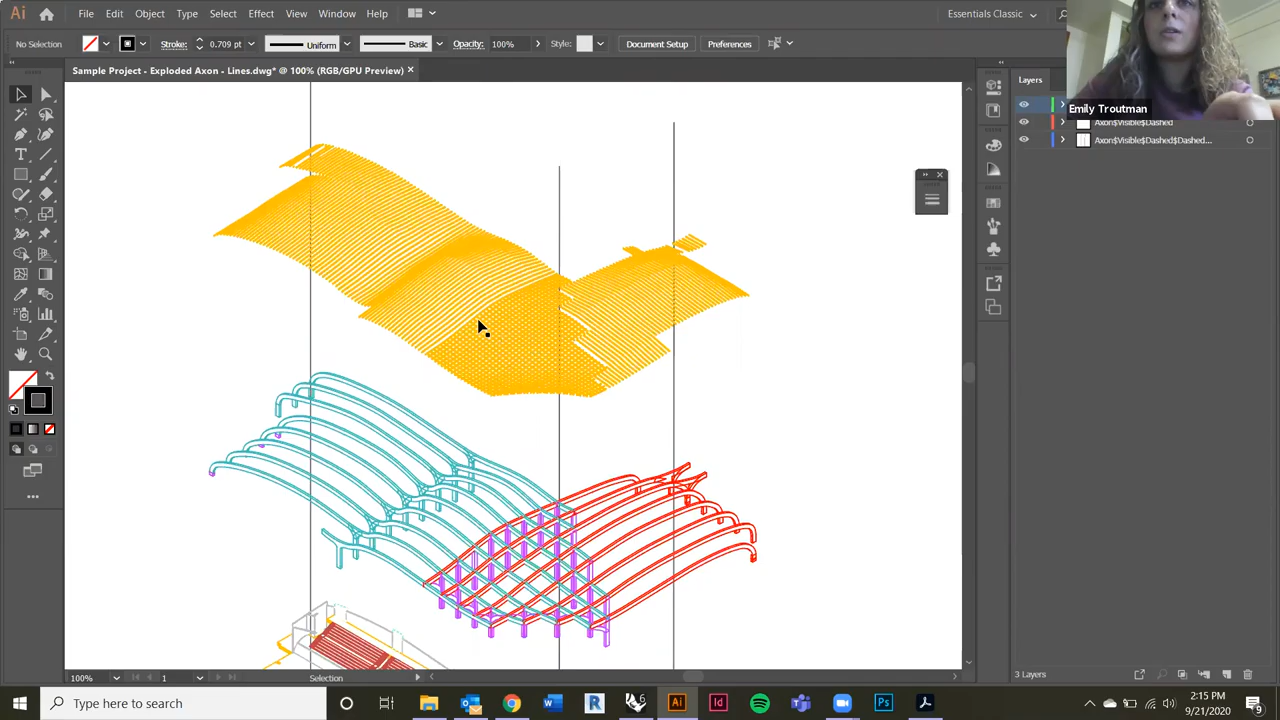 Ai File Edit Object Type Select Effect View Window Help Essentials Classic
No Selection Stroke: 0.709 pt Uniform Basic Opacity: 100% Style: Document Setup Preferences
Sample Project - Exploded Axon - Lines.dwg* @ 100% (RGB/GPU Preview) ×
Layers
Emily Troutman
Axon$Visible$Dashed
Axon$Visible$Dashed$Dashed...
100% 1 Selection
3 Layers
Type here to search
2:15 PM
9/21/2020